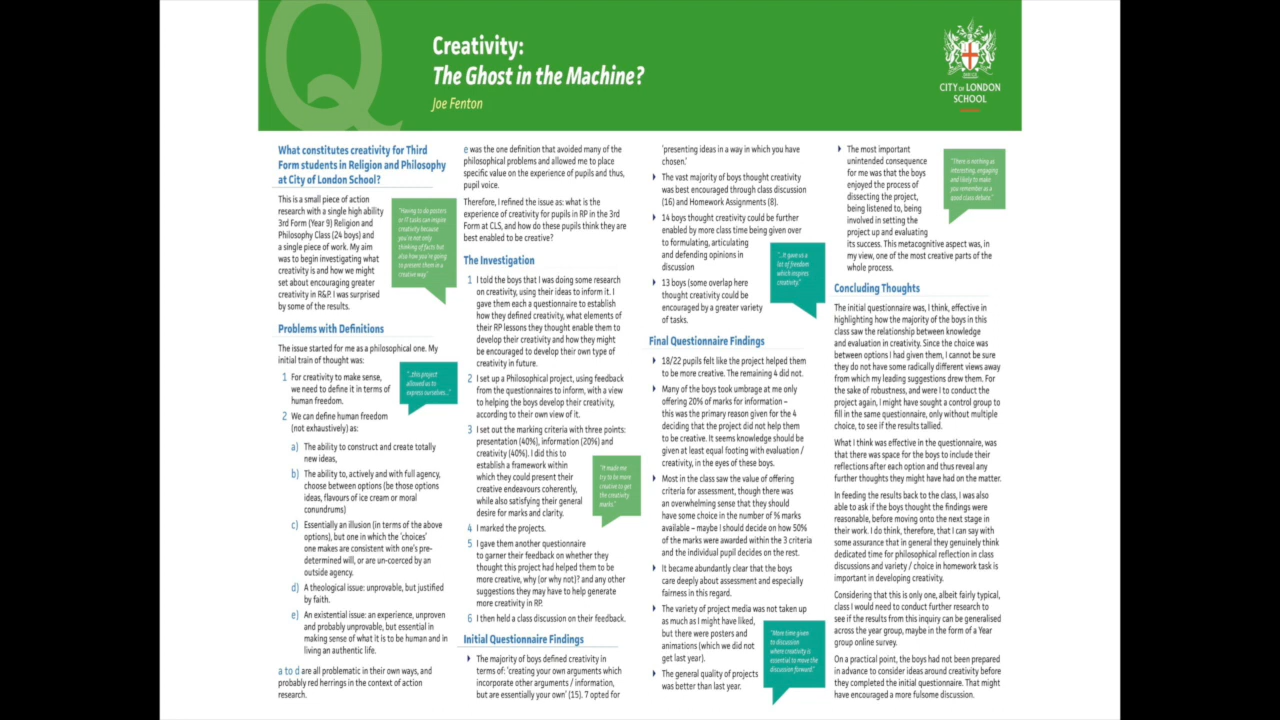 Creativity:
The Ghost in the Machine?
Joe Fenton
CITY OF LONDON
SCHOOL
What constitutes creativity for Third
Form students in Religion and Philosophy
at City of London School?
This is a small piece of action
research with a single high ability
3rd Form (Year 9) Religion and
Philosophy Class (24 boys) and
a single piece of work. My aim
was to begin investigating what
creativity is and how we might
set about encouraging greater
creativity in R&P. I was surprised
by some of the results.
"Having to do posters
or IT tasks can inspire
creativity because
you're not only
thinking of facts but
also how you're going
to present them in a
creative way."
Problems with Definitions
The issue started for me as a philosophical one. My
initial train of thought was:
1 For creativity to make sense,
we need to define it in terms of
human freedom.
2 We can define human freedom
(not exhaustively) as:
"...this project
allowed us to
express ourselves..."
a) The ability to construct and create totally
new ideas,
b) The ability to, actively and with full agency,
choose between options (be those options
ideas, flavours of ice cream or moral
conundrums)
c) Essentially an illusion (in terms of the above
options), but one in which the 'choices'
one makes are consistent with one's pre-
determined will, or are un-coerced by an
outside agency.
d) A theological issue: unprovable, but justified
by faith.
e) An existential issue: an experience, unproven
and probably unprovable, but essential in
making sense of what it is to be human and in
living an authentic life.
a to d are all problematic in their own ways, and
probably red herrings in the context of action
research.
e was the one definition that avoided many of the
philosophical problems and allowed me to place
specific value on the experience of pupils and thus,
pupil voice.
Therefore, I refined the issue as: what is the
experience of creativity for pupils in RP in the 3rd
Form at CLS, and how do these pupils think they are
best enabled to be creative?
The Investigation
1 I told the boys that I was doing some research
on creativity, using their ideas to inform it. I
gave them each a questionnaire to establish
how they defined creativity, what elements of
their RP lessons they thought enable them to
develop their creativity and how they might
be encouraged to develop their own type of
creativity in future.
2 I set up a Philosophical project, using feedback
from the questionnaires to inform, with a view
to helping the boys develop their creativity,
according to their own view of it.
3 I set out the marking criteria with three points:
presentation (40%), information (20%) and
creativity (40%). I did this to
establish a framework within
which they could present their
creative endeavours coherently,
while also satisfying their general
desire for marks and clarity.
"It made me
try to be more
creative to get
the creativity
marks"
4 I marked the projects.
5 I gave them another questionnaire
to garner their feedback on whether they
thought this project had helped them to be
more creative, why (or why not)? and any other
suggestions they may have to help generate
more creativity in RP.
6 I then held a class discussion on their feedback.
Initial Questionnaire Findings
The majority of boys defined creativity in
terms of: 'creating your own arguments which
incorporate other arguments / information,
but are essentially your own' (15). 7 opted for
'presenting ideas in a way in which you have
chosen.'
The vast majority of boys thought creativity
was best encouraged through class discussion
(16) and Homework Assignments (8).
14 boys thought creativity could be further
enabled by more class time being given over
to formulating, articulating
and defending opinions in
discussion
13 boys (some overlap here
thought creativity could be
encouraged by a greater variety
of tasks.
"...It gave us a
lot of freedom
which inspires
creativity."
Final Questionnaire Findings
18/22 pupils felt like the project helped them
to be more creative. The remaining 4 did not.
Many of the boys took umbrage at me only
offering 20% of marks for information –
this was the primary reason given for the 4
deciding that the project did not help them
to be creative. It seems knowledge should be
given at least equal footing with evaluation /
creativity, in the eyes of these boys.
Most in the class saw the value of offering
criteria for assessment, though there was
an overwhelming sense that they should
have some choice in the number of % marks
available – maybe I should decide on how 50%
of the marks were awarded within the 3 criteria
and the individual pupil decides on the rest.
It became abundantly clear that the boys
care deeply about assessment and especially
fairness in this regard.
The variety of project media was not taken up
as much as I might have liked,
but there were posters and
animations (which we did not
get last year).
The general quality of projects
was better than last year.
"More time given
to discussion
where creativity is
essential to move the
discussion forward."
The most important
unintended consequence
for me was that the boys
enjoyed the process of
dissecting the project,
being listened to, being
involved in setting the
project up and evaluating
its success. This metacognitive aspect was, in
my view, one of the most creative parts of the
whole process.
"There is nothing as
interesting, engaging
and likely to make
you remember as a
good class debate."
Concluding Thoughts
The initial questionnaire was, I think, effective in
highlighting how the majority of the boys in this
class saw the relationship between knowledge
and evaluation in creativity. Since the choice was
between options I had given them, I cannot be sure
they do not have some radically different views away
from which my leading suggestions drew them. For
the sake of robustness, and were I to conduct the
project again, I might have sought a control group to
fill in the same questionnaire, only without multiple
choice, to see if the results tallied.
What I think was effective in the questionnaire, was
that there was space for the boys to include their
reflections after each option and thus reveal any
further thoughts they might have had on the matter.
In feeding the results back to the class, I was also
able to ask if the boys thought the findings were
reasonable, before moving onto the next stage in
their work. I do think, therefore, that I can say with
some assurance that in general they genuinely think
dedicated time for philosophical reflection in class
discussions and variety / choice in homework task is
important in developing creativity.
Considering that this is only one, albeit fairly typical,
class I would need to conduct further research to
see if the results from this inquiry can be generalised
across the year group, maybe in the form of a Year
group online survey.
On a practical point, the boys had not been prepared
in advance to consider ideas around creativity before
they completed the initial questionnaire. That might
have encouraged a more fulsome discussion.